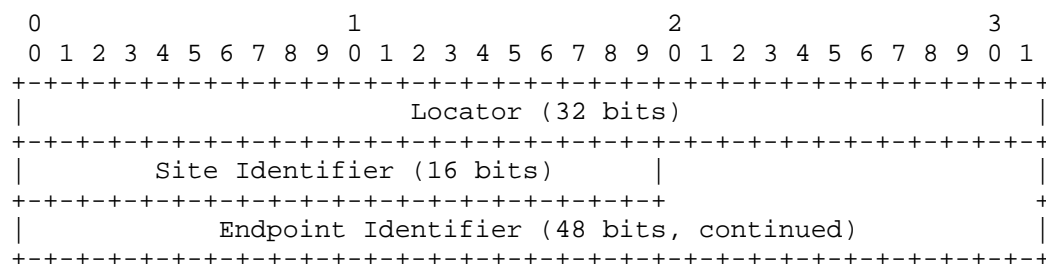 0                   1                   2                   3
0 1 2 3 4 5 6 7 8 9 0 1 2 3 4 5 6 7 8 9 0 1 2 3 4 5 6 7 8 9 0 1
+-+-+-+-+-+-+-+-+-+-+-+-+-+-+-+-+-+-+-+-+-+-+-+-+-+-+-+-+-+-+-+-+
|                        Locator (32 bits)                      |
+-+-+-+-+-+-+-+-+-+-+-+-+-+-+-+-+-+-+-+-+-+-+-+-+-+-+-+-+-+-+-+-+
|        Site Identifier (16 bits)      |                       |
+-+-+-+-+-+-+-+-+-+-+-+-+-+-+-+-+-+-+-+-+                       +
|            Endpoint Identifier (48 bits, continued)           |
+-+-+-+-+-+-+-+-+-+-+-+-+-+-+-+-+-+-+-+-+-+-+-+-+-+-+-+-+-+-+-+-+